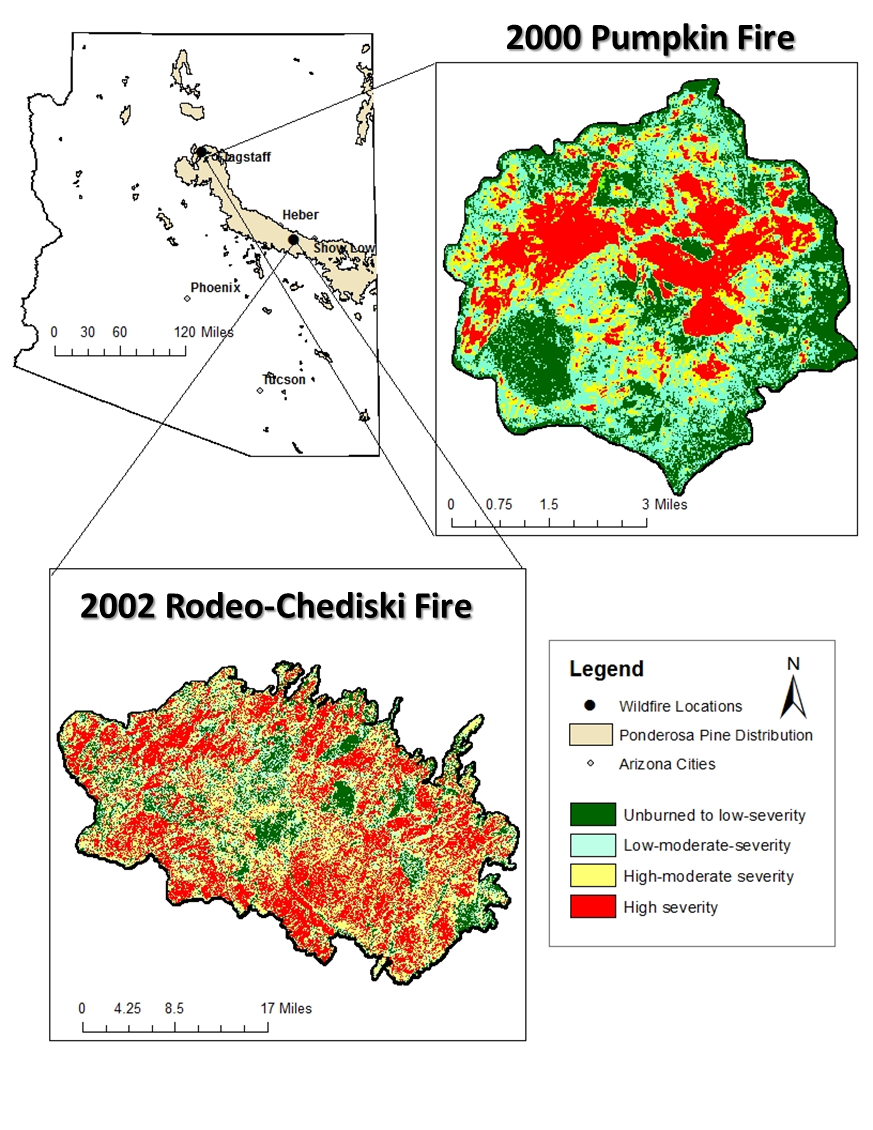 2000 Pumpkin Fire
Flagstaff
Heber
Show Low
Phoenix
0 30 60 120 Miles
Tucson
0 0.75 1.5 3 Miles
2002 Rodeo-Chediski Fire
0 4.25 8.5 17 Miles
Legend
N
Wildfire Locations
Ponderosa Pine Distribution
Arizona Cities
Unburned to low-severity
Low-moderate-severity
High-moderate severity
High severity